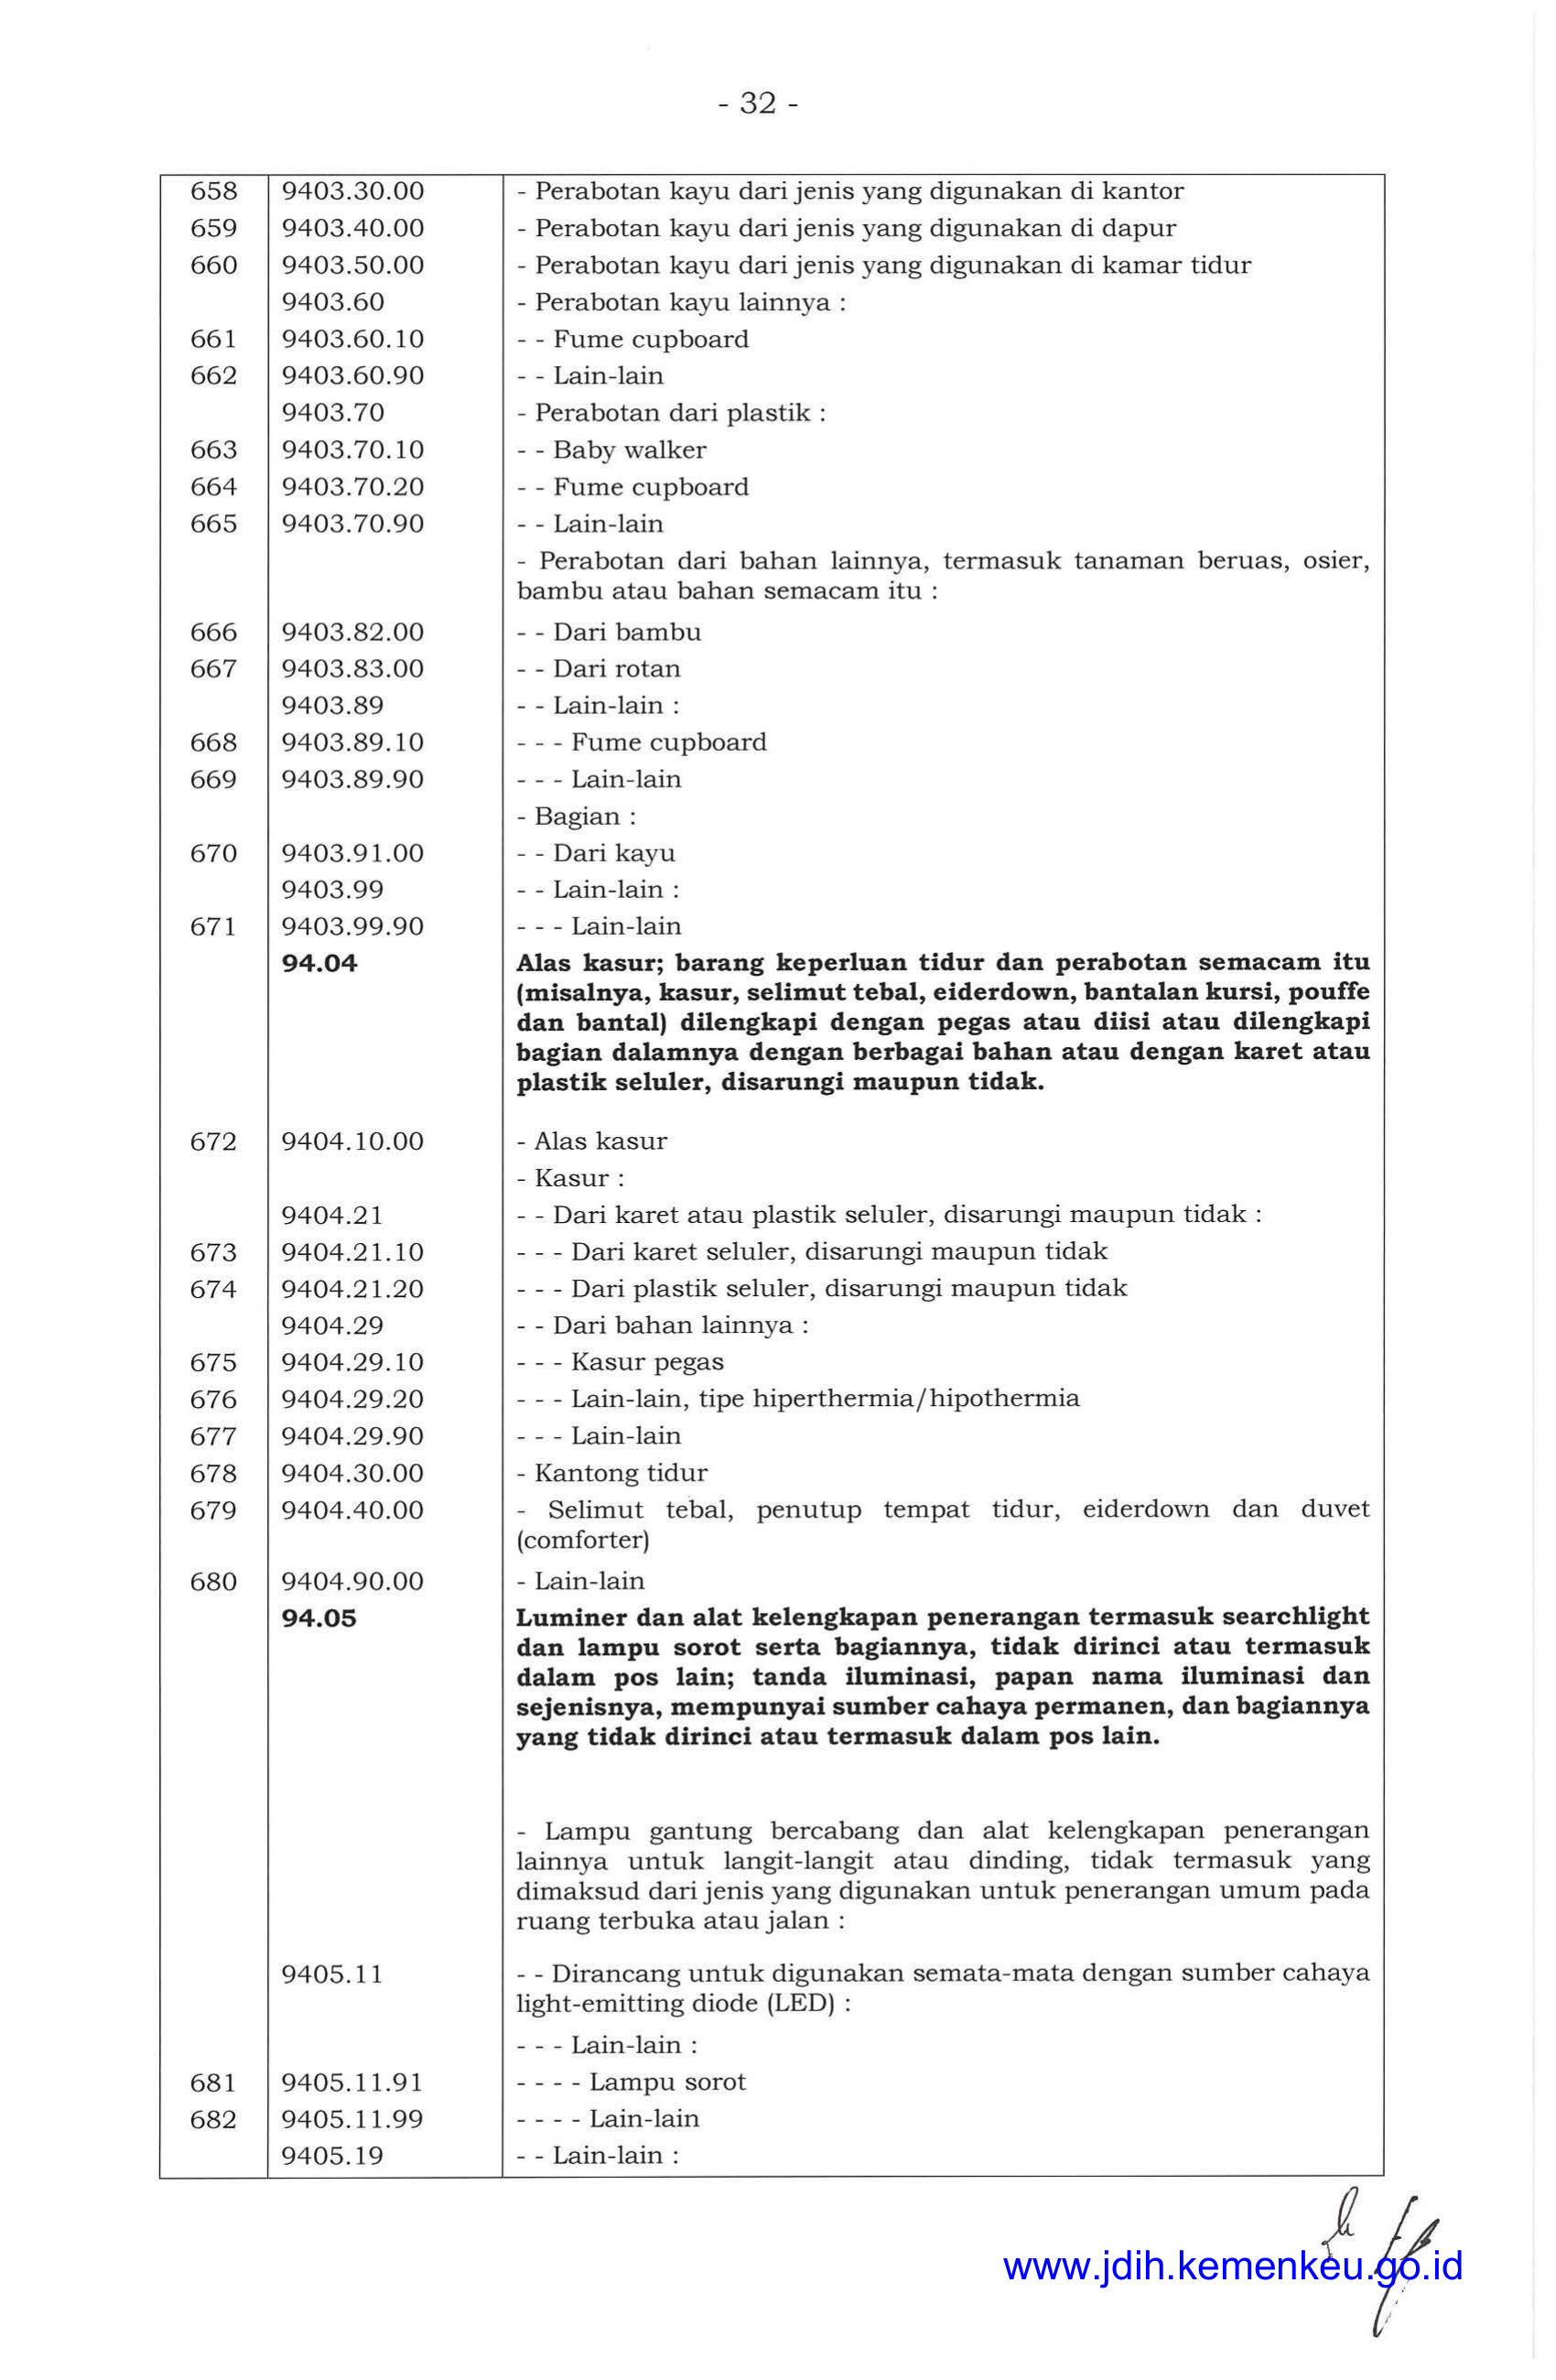 - 32 -
658 9403.30.00 - Perabotan kayu dari jenis yang digunakan di kantor
659 9403.40.00 - Perabotan kayu dari jenis yang digunakan di dapur
660 9403.50.00 - Perabotan kayu dari jenis yang digunakan di kamar tidur
9403.60 - Perabotan kayu lainnya :
661 9403.60.10 - - Fume cupboard
662 9403.60.90 - - Lain-lain
9403.70 - Perabotan dari plastik :
663 9403.70.10 - - Baby walker
664 9403.70.20 - - Fume cupboard
665 9403.70.90 - - Lain-lain
- Perabotan dari bahan lainnya, termasuk tanaman beruas, osier,
bambu atau bahan semacam itu :
666 9403.82.00 - - Dari bambu
667 9403.83.00 - - Dari rotan
9403.89 - - Lain-lain :
668 9403.89.10 - - - Fume cupboard
669 9403.89.90 - - - Lain-lain
- Bagian :
670 9403.91.00 - - Dari kayu
9403.99 - - Lain-lain :
671 9403.99.90 - - - Lain-lain
94.04 Alas kasur; barang keperluan tidur dan perabotan semacam itu
(misalnya, kasur, selimut tebal, eiderdown, bantalan kursi, pouffe
dan bantal) dilengkapi dengan pegas atau diisi atau dilengkapi
bagian dalamnya dengan berbagai bahan atau dengan karet atau
plastik seluler, disarungi maupun tidak.
672 9404.10.00 - Alas kasur
- Kasur :
9404.21 - - Dari karet atau plastik seluler, disarungi maupun tidak :
673 9404.21.10 - - - Dari karet seluler, disarungi maupun tidak
674 9404.21.20 - - - Dari plastik seluler, disarungi maupun tidak
9404.29 - - Dari bahan lainnya :
675 9404.29.10 - - - Kasur pegas
676 9404.29.20 - - - Lain-lain, tipe hiperthermia/hipothermia
677 9404.29.90 - - - Lain-lain
678 9404.30.00 - Kantong tidur
679 9404.40.00 - Selimut tebal, penutup tempat tidur, eiderdown dan duvet
(comforter)
680 9404.90.00 - Lain-lain
94.05 Luminer dan alat kelengkapan penerangan termasuk searchlight
dan lampu sorot serta bagiannya, tidak dirinci atau termasuk
dalam pos lain; tanda iluminasi, papan nama iluminasi dan
sejenisnya, mempunyai sumber cahaya permanen, dan bagiannya
yang tidak dirinci atau termasuk dalam pos lain.
- Lampu gantung bercabang dan alat kelengkapan penerangan
lainnya untuk langit-langit atau dinding, tidak termasuk yang
dimaksud dari jenis yang digunakan untuk penerangan umum pada
ruang terbuka atau jalan :
9405.11 - - Dirancang untuk digunakan semata-mata dengan sumber cahaya
light-emitting diode (LED) :
- - - Lain-lain :
681 9405.11.91 - - - - Lampu sorot
682 9405.11.99 - - - - Lain-lain
9405.19 - - Lain-lain :
www.jdih.kemenkeu.go.id